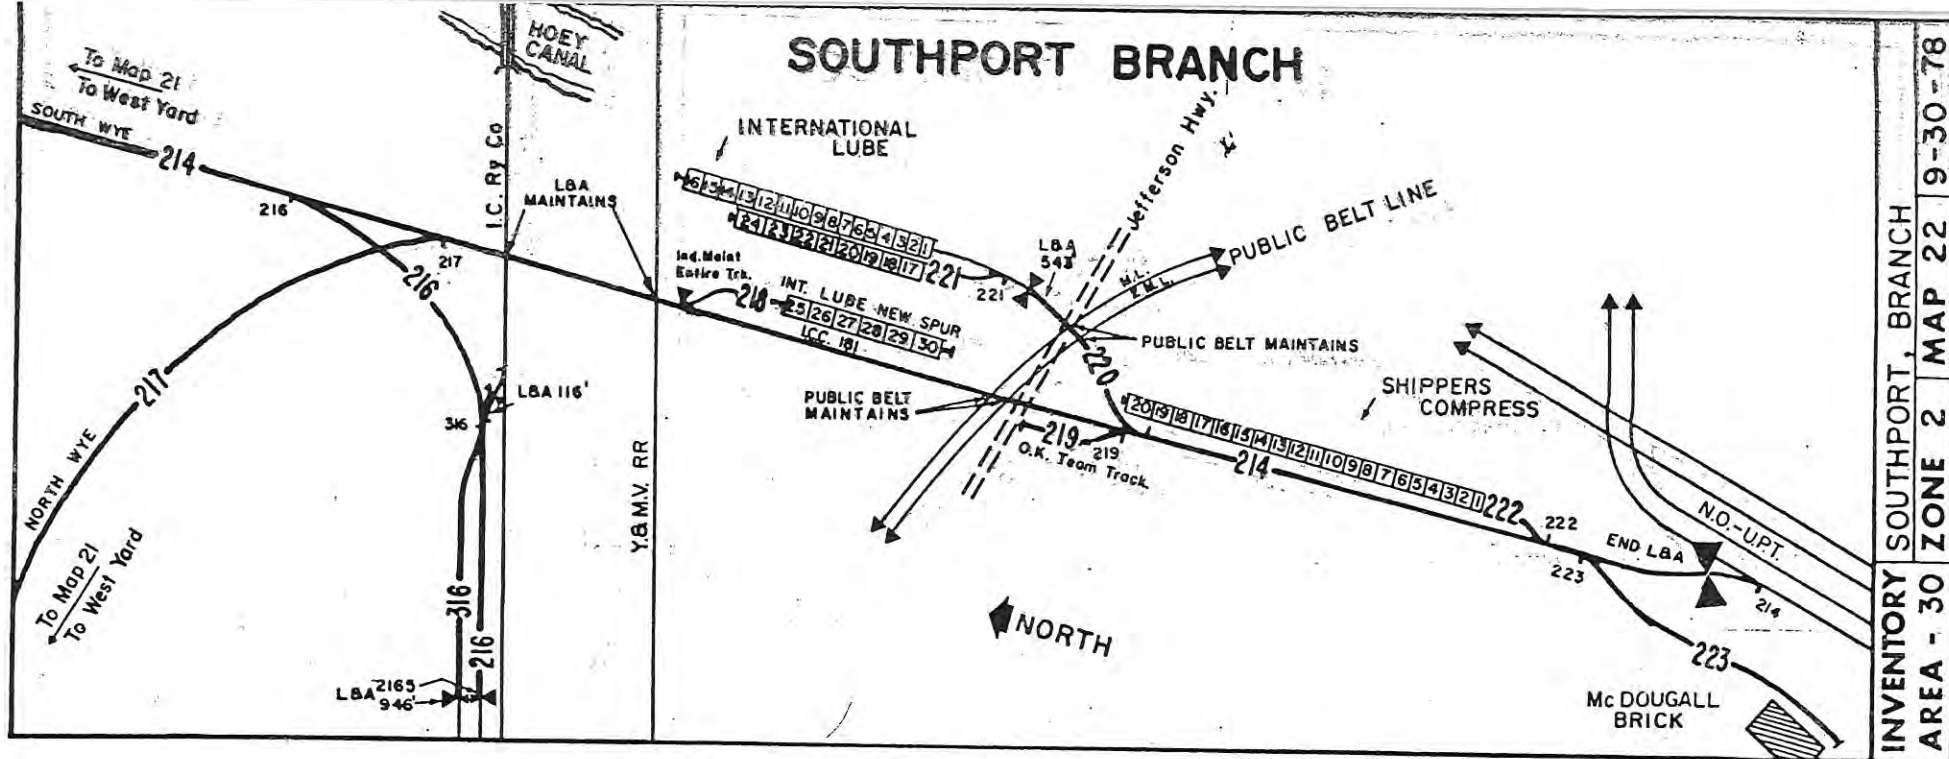 SOUTHPORT BRANCH
HOEY
CANAL
To Map 21
To West Yard
SOUTH WYE
214
216
217
216
217
NORTH WYE
To Map 21
To West Yard
I.C. Ry Co
L&A
MAINTAINS
L&A 116'
316
316
216
L&A
2165
946'
Y.&M.V. RR
INTERNATIONAL
LUBE
16 15 14 13 12 11 10 9 8 7 6 5 4 3 2 1
24 23 22 21 20 19 18 17
221
221
L&A
Ind. Maint
Entire Trk.
218
INT. LUBE NEW SPUR
25 26 27 28 29 30
I.C.C. 181
Jefferson Hwy.
PUBLIC BELT LINE
M.L.
PUBLIC BELT MAINTAINS
220
PUBLIC BELT
MAINTAINS
219
219
O.K. Team Track
20 19 18 17 16 15 14 13 12 11 10 9 8 7 6 5 4 3 2 1
214
222
222
SHIPPERS
COMPRESS
END L&A
223
214
N.O.-U.P.T.
223
NORTH
Mc DOUGALL
BRICK
INVENTORY
AREA - 30
SOUTHPORT, BRANCH
ZONE 2
MAP 22
9-30-78